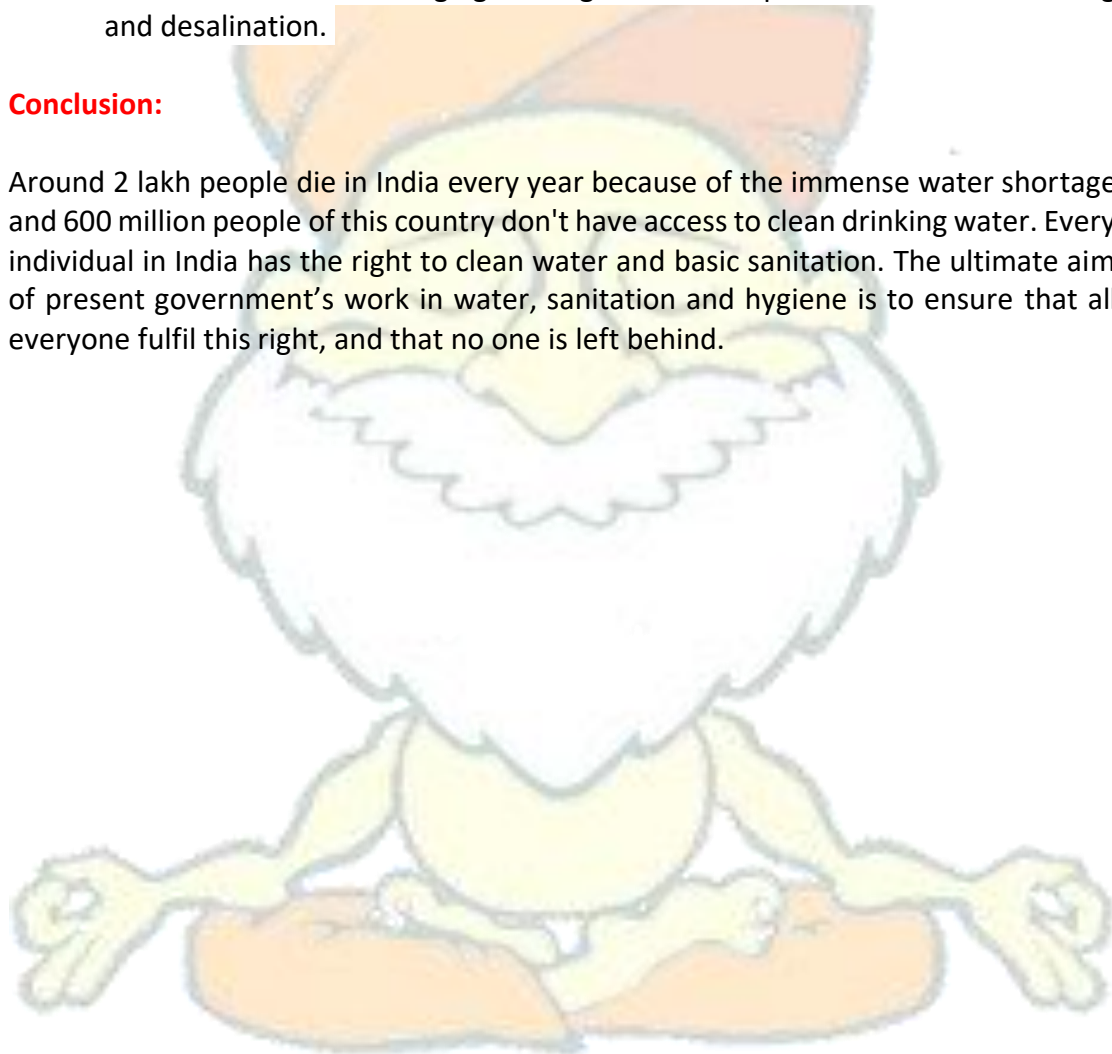 and desalination.
Conclusion:
Around 2 lakh people die in India every year because of the immense water shortage
and 600 million people of this country don't have access to clean drinking water. Every
individual in India has the right to clean water and basic sanitation. The ultimate aim
of present government’s work in water, sanitation and hygiene is to ensure that all
everyone fulfil this right, and that no one is left behind.